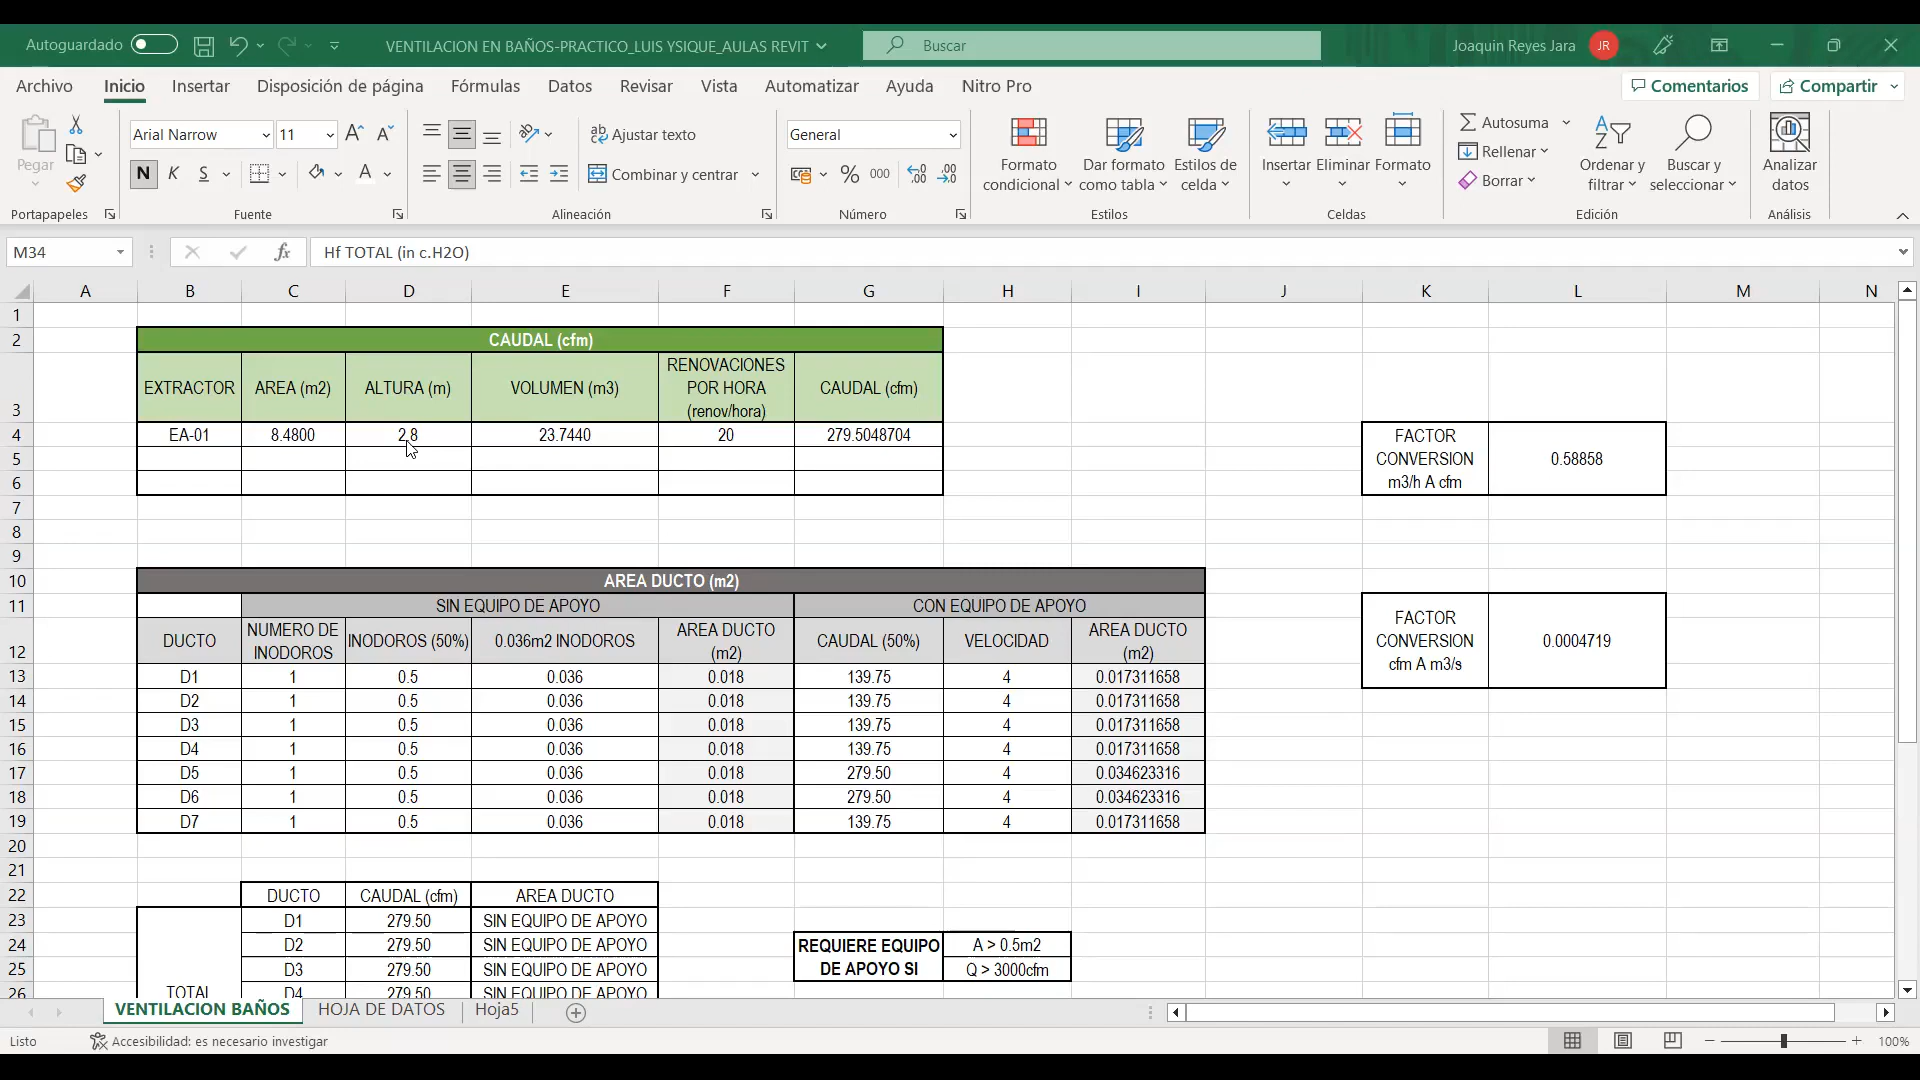 Autoguardado
VENTILACION EN BAÑOS-PRACTICO_LUIS YSIQUE_AULAS REVIT
Buscar
Joaquin Reyes Jara
JR
Archivo Inicio Insertar Disposición de página Fórmulas Datos Revisar Vista Automatizar Ayuda Nitro Pro
Comentarios
Compartir
Pegar
Portapapeles
Arial Narrow 11
N K S
Fuente
Ajustar texto
Combinar y centrar
Alineación
General
% 000
Número
Formato condicional
Dar formato como tabla
Estilos de celda
Estilos
Insertar Eliminar Formato
Celdas
Autosuma
Rellenar
Borrar
Ordenar y filtrar
Buscar y seleccionar
Edición
Analizar datos
Análisis
M34
fx
Hf TOTAL (in c.H2O)
A B C D E F G H I J K L M N
1
2 CAUDAL (cfm)
3 EXTRACTOR AREA (m2) ALTURA (m) VOLUMEN (m3) RENOVACIONES POR HORA (renov/hora) CAUDAL (cfm)
4 EA-01 8.4800 2.8 23.7440 20 279.5048704
5
6
FACTOR CONVERSION m3/h A cfm 0.58858
7
8
9
10 AREA DUCTO (m2)
11 SIN EQUIPO DE APOYO CON EQUIPO DE APOYO
12 DUCTO NUMERO DE INODOROS INODOROS (50%) 0.036m2 INODOROS AREA DUCTO (m2) CAUDAL (50%) VELOCIDAD AREA DUCTO (m2)
FACTOR CONVERSION cfm A m3/s 0.0004719
13 D1 1 0.5 0.036 0.018 139.75 4 0.017311658
14 D2 1 0.5 0.036 0.018 139.75 4 0.017311658
15 D3 1 0.5 0.036 0.018 139.75 4 0.017311658
16 D4 1 0.5 0.036 0.018 139.75 4 0.017311658
17 D5 1 0.5 0.036 0.018 279.50 4 0.034623316
18 D6 1 0.5 0.036 0.018 279.50 4 0.034623316
19 D7 1 0.5 0.036 0.018 139.75 4 0.017311658
20
21
22 DUCTO CAUDAL (cfm) AREA DUCTO
23 D1 279.50 SIN EQUIPO DE APOYO
24 D2 279.50 SIN EQUIPO DE APOYO
25 D3 279.50 SIN EQUIPO DE APOYO
REQUIERE EQUIPO DE APOYO SI A > 0.5m2
Q > 3000cfm
26 TOTAL D4 279.50 SIN EQUIPO DE APOYO
VENTILACION BAÑOS HOJA DE DATOS Hoja5
Listo
Accesibilidad: es necesario investigar
100%